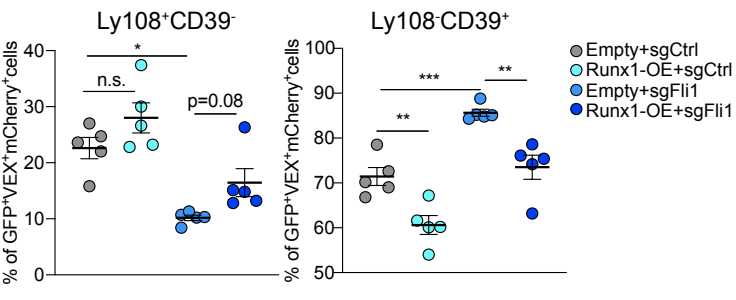 Ly108⁺CD39⁻
% of GFP⁺VEX⁺mCherry⁺cells
40
30
20
10
0
*
n.s.
p=0.08
Ly108⁻CD39⁺
% of GFP⁺VEX⁺mCherry⁺cells
100
90
80
70
60
50
***
**
**
Empty+sgCtrl
Runx1-OE+sgCtrl
Empty+sgFli1
Runx1-OE+sgFli1